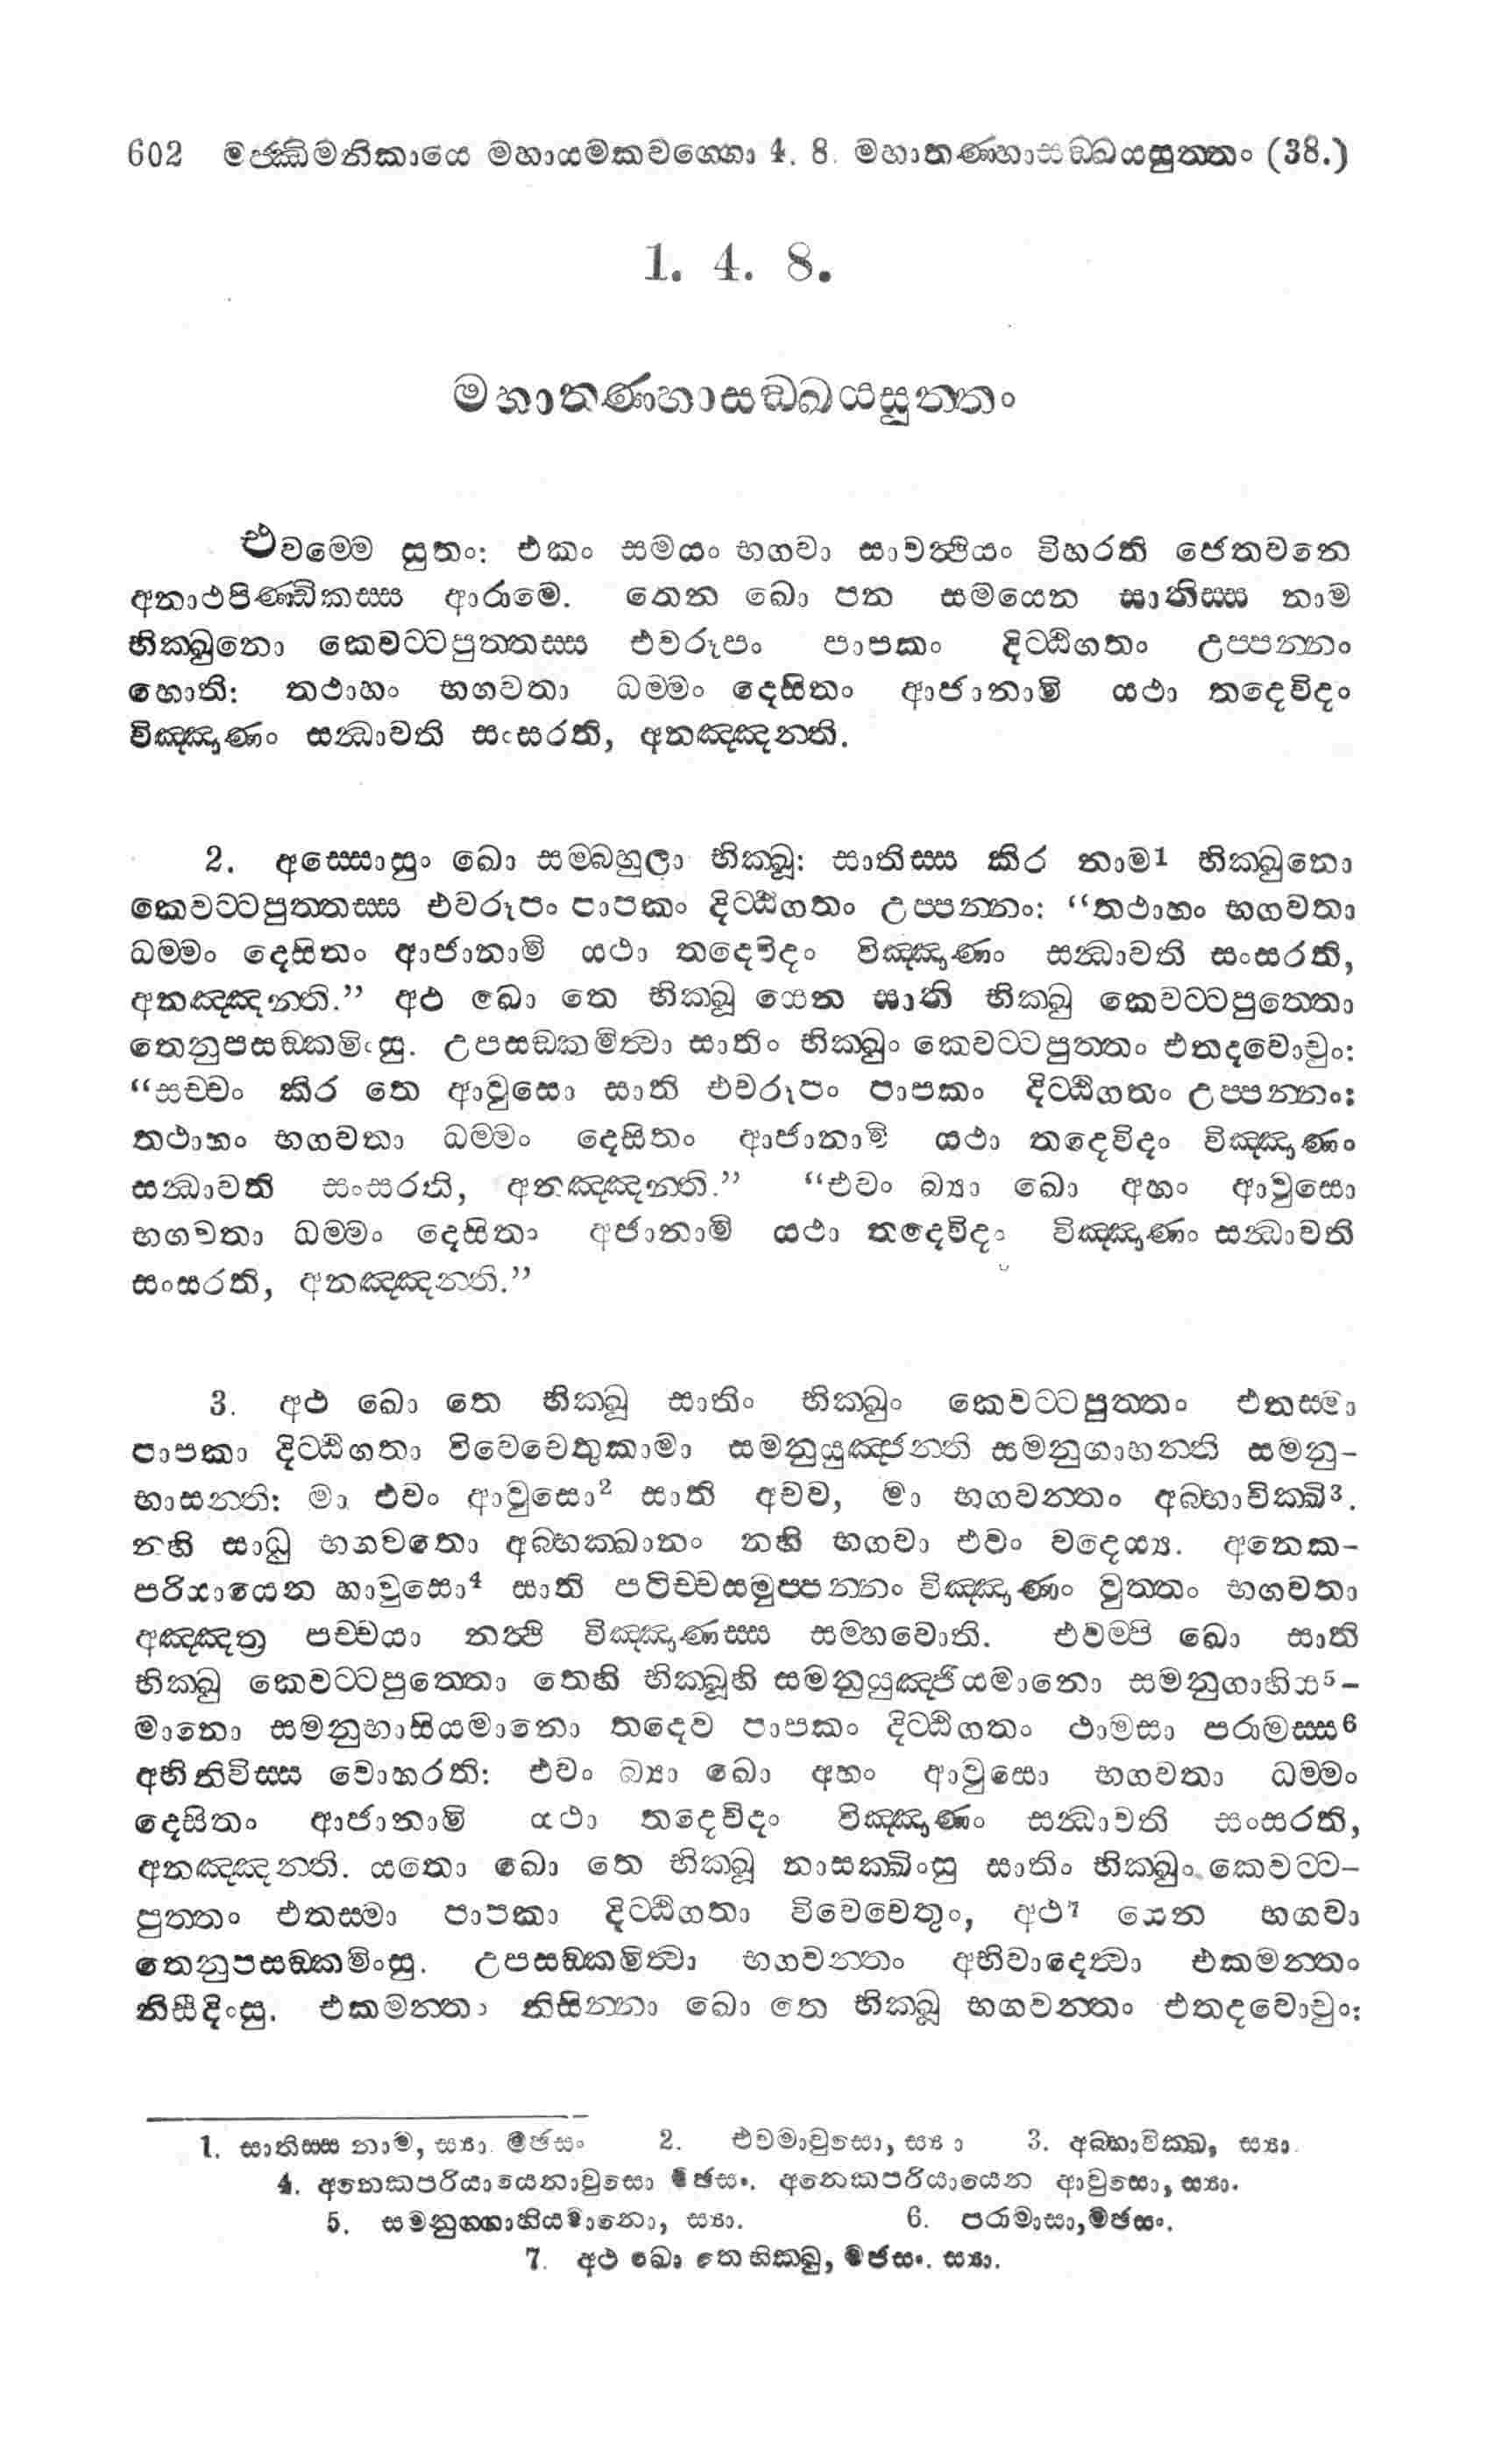 602 මජ්ඣිමනිකායෙ මහායමකවග්ගො 4. 8. මහාතණ්හාසඞ්ඛයසුත්තං (38.)
1. 4. 8.
මහාතණ්හාසඞ්ඛයසුත්තං
එවම්මෙ සුතං: එකං සමයං භගවා සාවත්ථියං විහරති ජෙතවනෙ
අනාථපිණ්ඩිකස්ස ආරාමෙ. තෙන ඛො පන සමයෙන සාතිස්ස නාම
භික්ඛුනො කෙවට්ටපුත්තස්ස එවරූපං පාපකං දිට්ඨිගතං උප්පන්නං
හොති: තථාහං භගවතා ධම්මං දෙසිතං ආජානාමි යථා තදෙවිදං
විඤ්ඤාණං සන්ධාවති සංසරති, අනඤ්ඤන්ති.
2. අස්සොසුං ඛො සම්බහුලා භික්ඛූ: සාතිස්ස කිර නාම1 භික්ඛුනො
කෙවට්ටපුත්තස්ස එවරූපං පාපකං දිට්ඨිගතං උප්පන්නං: “තථාහං භගවතා
ධම්මං දෙසිතං ආජානාමි යථා තදෙවිදං විඤ්ඤාණං සන්ධාවති සංසරති,
අනඤ්ඤන්ති.” අථ ඛො තෙ භික්ඛූ යෙන සාති භික්ඛු කෙවට්ටපුත්තො
තෙනුපසඞ්කමිංසු. උපසඞ්කමිත්වා සාතිං භික්ඛුං කෙවට්ටපුත්තං එතදවොචුං:
“සච්චං කිර තෙ ආවුසො සාති එවරූපං පාපකං දිට්ඨිගතං උප්පන්නං:
තථාහං භගවතා ධම්මං දෙසිතං ආජානාමි යථා තදෙවිදං විඤ්ඤාණං
සන්ධාවති සංසරති, අනඤ්ඤන්ති.” “එවං බ්‍යා ඛො අහං ආවුසො
භගවතා ධම්මං දෙසිතං අජානාමි යථා තදෙවිදං විඤ්ඤාණං සන්ධාවති
සංසරති, අනඤ්ඤන්ති.”
3. අථ ඛො තෙ භික්ඛූ සාතිං භික්ඛුං කෙවට්ටපුත්තං එතස්මා
පාපකා දිට්ඨිගතා විවෙචෙතුකාමා සමනුයුඤ්ජන්ති සමනුගාහන්ති සමනු-
භාසන්ති: මා එවං ආවුසො2 සාති අවච, මා භගවන්තං අබ්භාචික්ඛි3.
නහි සාධු භගවතො අබ්භක්ඛානං නහි භගවා එවං වදෙය්‍ය. අනෙක-
පරියායෙන හාවුසො4 සාති පටිච්චසමුප්පන්නං විඤ්ඤාණං වුත්තං භගවතා
අඤ්ඤත්‍ර පච්චයා නත්ථි විඤ්ඤාණස්ස සම්භවොති. එවම්පි ඛො සාති
භික්ඛු කෙවට්ටපුත්තො තෙහි භික්ඛූහි සමනුයුඤ්ජියමානො සමනුගාහිය5-
මානො සමනුභාසියමානො තදෙව පාපකං දිට්ඨිගතං ථාමසා පරාමස්ස6
අභිනිවිස්ස වොහරති: එවං බ්‍යා ඛො අහං ආවුසො භගවතා ධම්මං
දෙසිතං ආජානාමි යථා තදෙවිදං විඤ්ඤාණං සන්ධාවති සංසරති,
අනඤ්ඤන්ති. යතො ඛො තෙ භික්ඛූ නාසක්ඛිංසු සාතිං භික්ඛුං කෙවට්ට-
පුත්තං එතස්මා පාපකා දිට්ඨිගතා විවෙචෙතුං, අථ7 යෙන භගවා
තෙනුපසඞ්කමිංසු. උපසඞ්කමිත්වා භගවන්තං අභිවාදෙත්වා එකමන්තං
නිසීදිංසු. එකමන්තං නිසින්නා ඛො තෙ භික්ඛූ භගවන්තං එතදවොචුං:
1. සාතිස්ස නාම, ස්‍යා. මඡසං 2. එවමාවුසො, ස්‍යා 3. අබ්භාචික්ඛ, ස්‍යා.
4. අනෙකපරියායෙනාවුසො මඡසං. අනෙකපරියායෙන ආවුසො, ස්‍යා.
5. සමනුග්ගාහියමානො, ස්‍යා. 6. පරාමාසා, මඡසං.
7. අථ ඛො තෙ භික්ඛු, මඡසං. ස්‍යා.